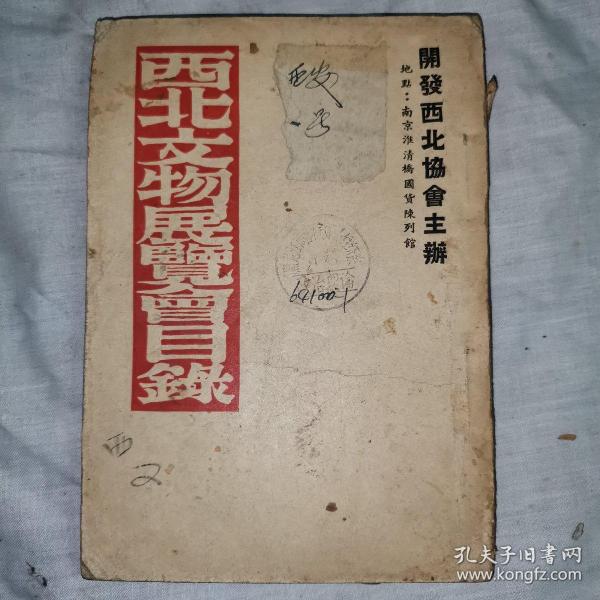 開發西北協會主辦
地點：南京淮清橋國貨陳列館
西北文物展覽會目錄
西
又
孔夫子旧书网
www.kongfz.com